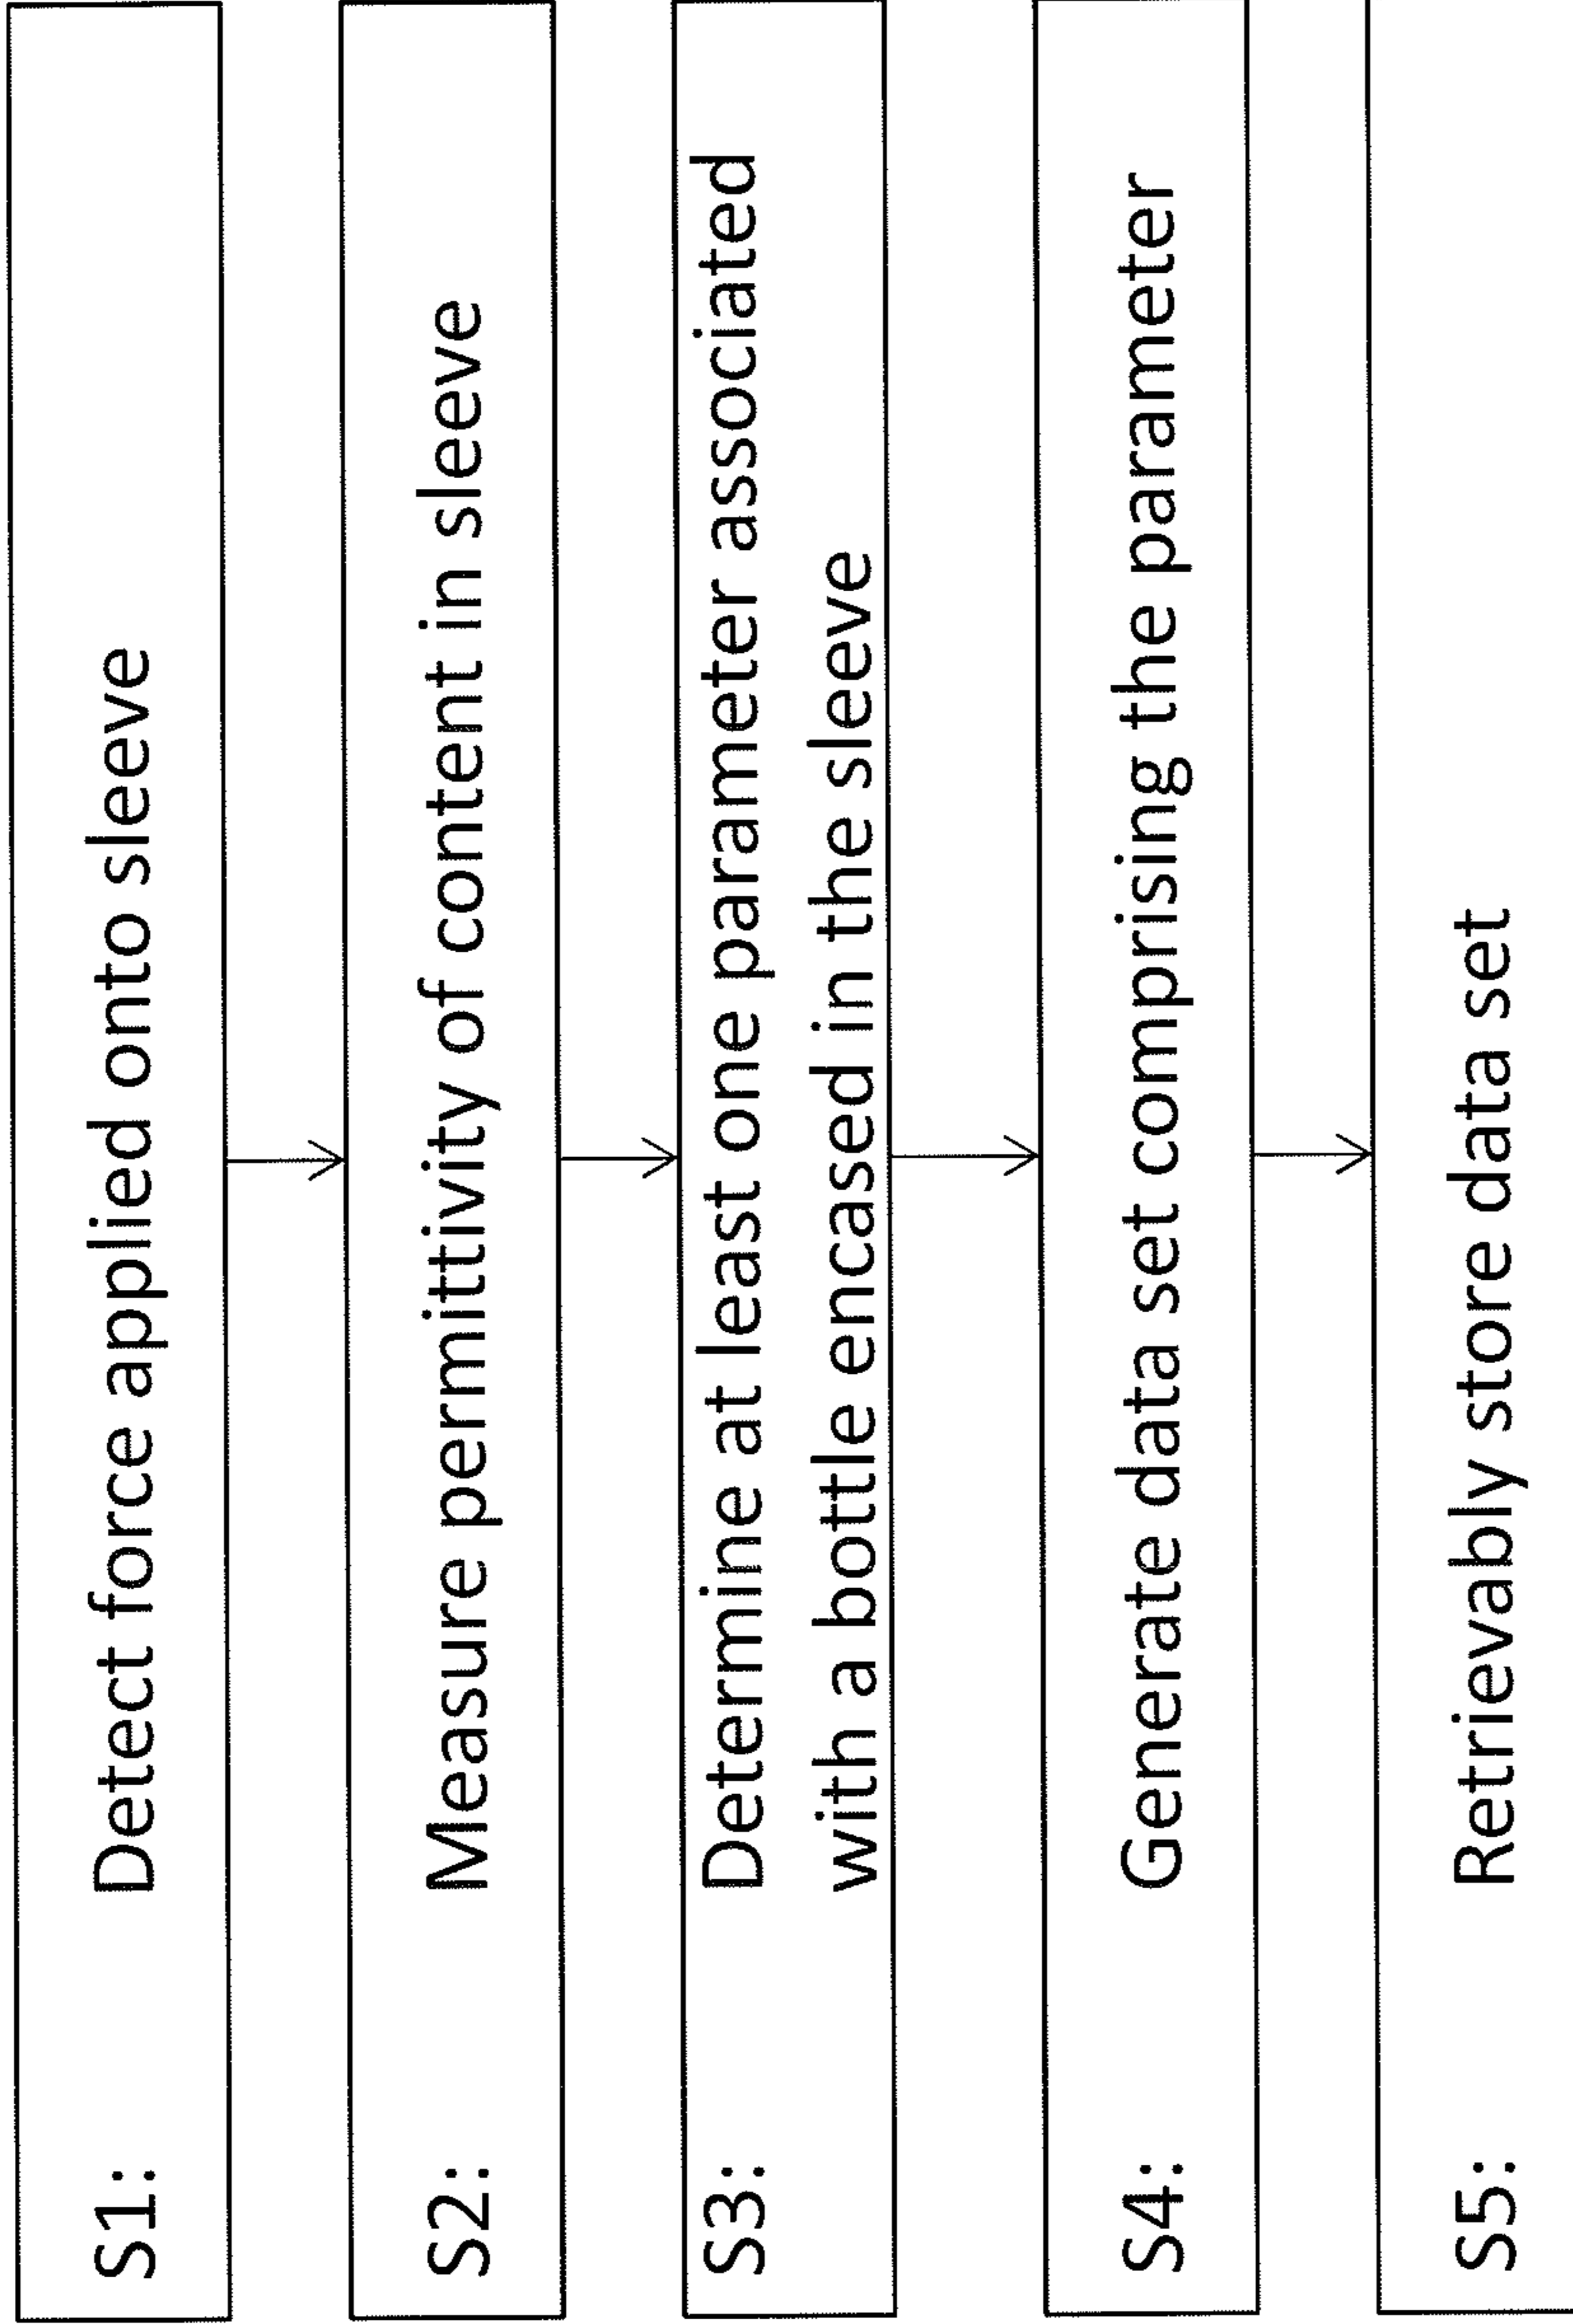 S1: Detect force applied onto sleeve
S2: Measure permittivity of content in sleeve
S3: Determine at least one parameter associated
with a bottle encased in the sleeve
S4: Generate data set comprising the parameter
S5: Retrievably store data set